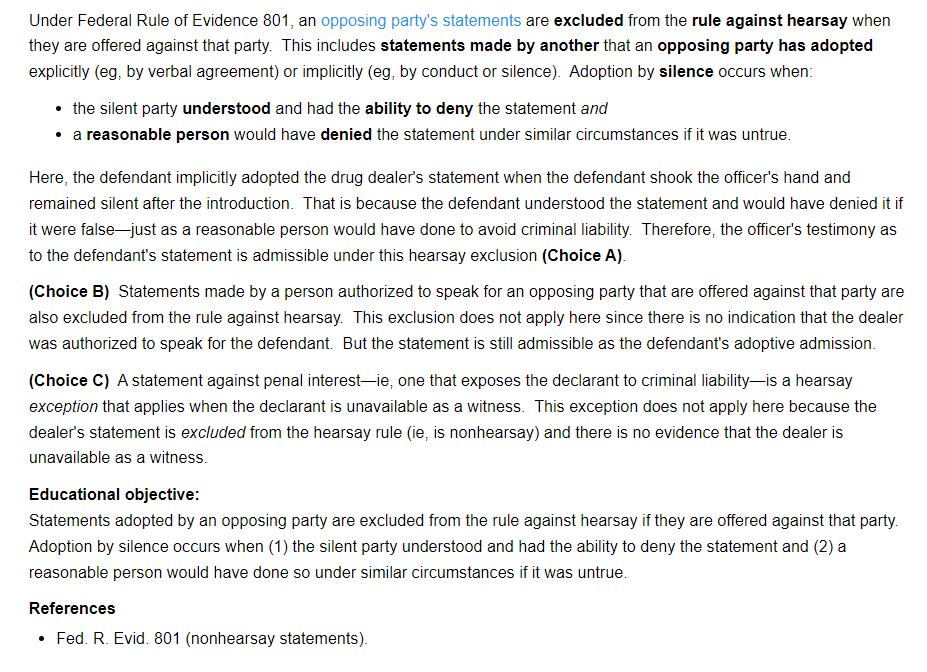 Under Federal Rule of Evidence 801, an opposing party's statements are excluded from the rule against hearsay when
they are offered against that party.  This includes statements made by another that an opposing party has adopted
explicitly (eg, by verbal agreement) or implicitly (eg, by conduct or silence).  Adoption by silence occurs when:
• the silent party understood and had the ability to deny the statement and
• a reasonable person would have denied the statement under similar circumstances if it was untrue.
Here, the defendant implicitly adopted the drug dealer's statement when the defendant shook the officer's hand and
remained silent after the introduction.  That is because the defendant understood the statement and would have denied it if
it were false—just as a reasonable person would have done to avoid criminal liability.  Therefore, the officer's testimony as
to the defendant's statement is admissible under this hearsay exclusion (Choice A).
(Choice B)  Statements made by a person authorized to speak for an opposing party that are offered against that party are
also excluded from the rule against hearsay.  This exclusion does not apply here since there is no indication that the dealer
was authorized to speak for the defendant.  But the statement is still admissible as the defendant's adoptive admission.
(Choice C)  A statement against penal interest—ie, one that exposes the declarant to criminal liability—is a hearsay
exception that applies when the declarant is unavailable as a witness.  This exception does not apply here because the
dealer's statement is excluded from the hearsay rule (ie, is nonhearsay) and there is no evidence that the dealer is
unavailable as a witness.
Educational objective:
Statements adopted by an opposing party are excluded from the rule against hearsay if they are offered against that party.
Adoption by silence occurs when (1) the silent party understood and had the ability to deny the statement and (2) a
reasonable person would have done so under similar circumstances if it was untrue.
References
• Fed. R. Evid. 801 (nonhearsay statements).